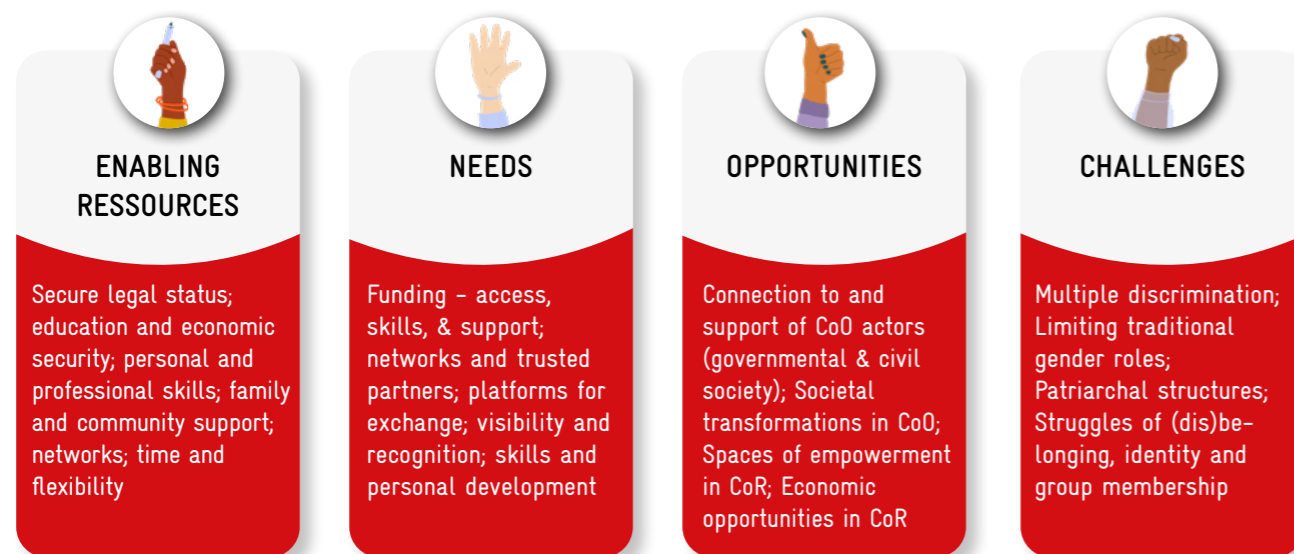 ENABLING
RESSOURCES
Secure legal status;
education and economic
security; personal and
professional skills; family
and community support;
networks; time and
flexibility
NEEDS
Funding - access,
skills, & support;
networks and trusted
partners; platforms for
exchange; visibility and
recognition; skills and
personal development
OPPORTUNITIES
Connection to and
support of CoO actors
(governmental & civil
society); Societal
transformations in CoO;
Spaces of empowerment
in CoR; Economic
opportunities in CoR
CHALLENGES
Multiple discrimination;
Limiting traditional
gender roles;
Patriarchal structures;
Struggles of (dis)be-
longing, identity and
group membership